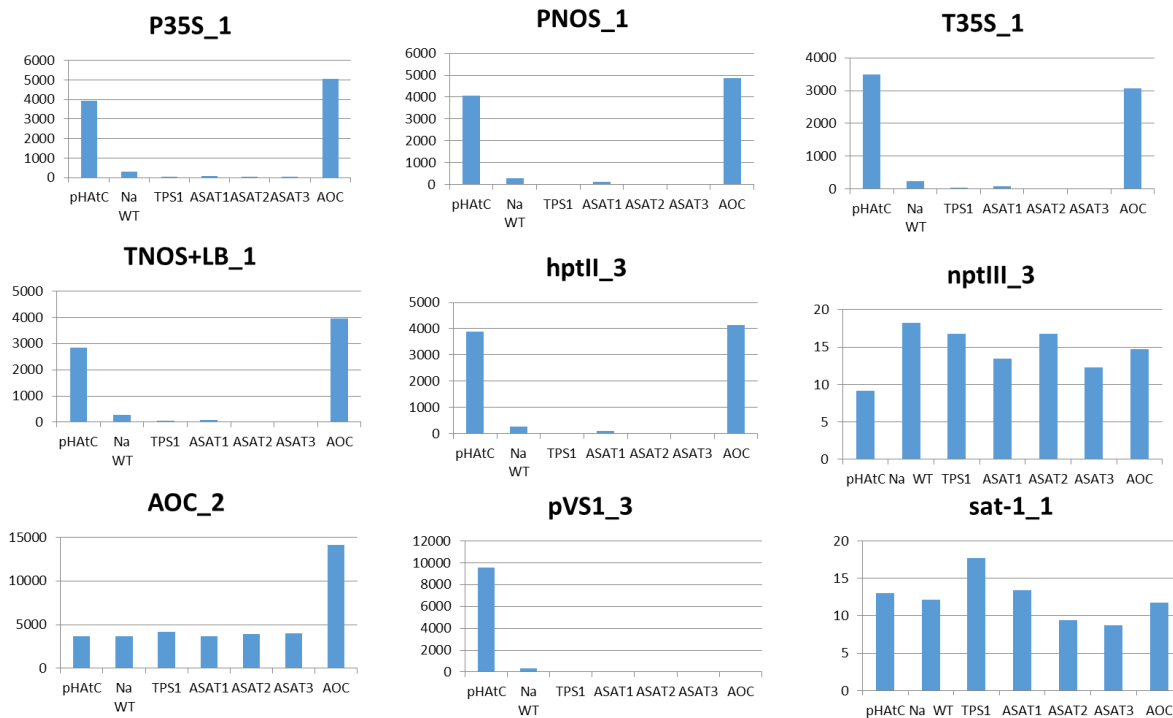 P35S_1
6000
5000
4000
3000
2000
1000
0
pHAtC Na WT TPS1 ASAT1 ASAT2 ASAT3 AOC
PNOS_1
6000
5000
4000
3000
2000
1000
0
pHAtC Na WT TPS1 ASAT1 ASAT2 ASAT3 AOC
T35S_1
4000
3000
2000
1000
0
pHAtC Na WT TPS1 ASAT1 ASAT2 ASAT3 AOC
TNOS+LB_1
5000
4000
3000
2000
1000
0
pHAtC Na WT TPS1 ASAT1 ASAT2 ASAT3 AOC
hptII_3
5000
4000
3000
2000
1000
0
pHAtC Na WT TPS1 ASAT1 ASAT2 ASAT3 AOC
nptIII_3
20
15
10
5
0
pHAtC Na WT TPS1 ASAT1 ASAT2 ASAT3 AOC
AOC_2
15000
10000
5000
0
pHAtC Na WT TPS1 ASAT1 ASAT2 ASAT3 AOC
pVS1_3
12000
10000
8000
6000
4000
2000
0
pHAtC Na WT TPS1 ASAT1 ASAT2 ASAT3 AOC
sat-1_1
20
15
10
5
0
pHAtC Na WT TPS1 ASAT1 ASAT2 ASAT3 AOC